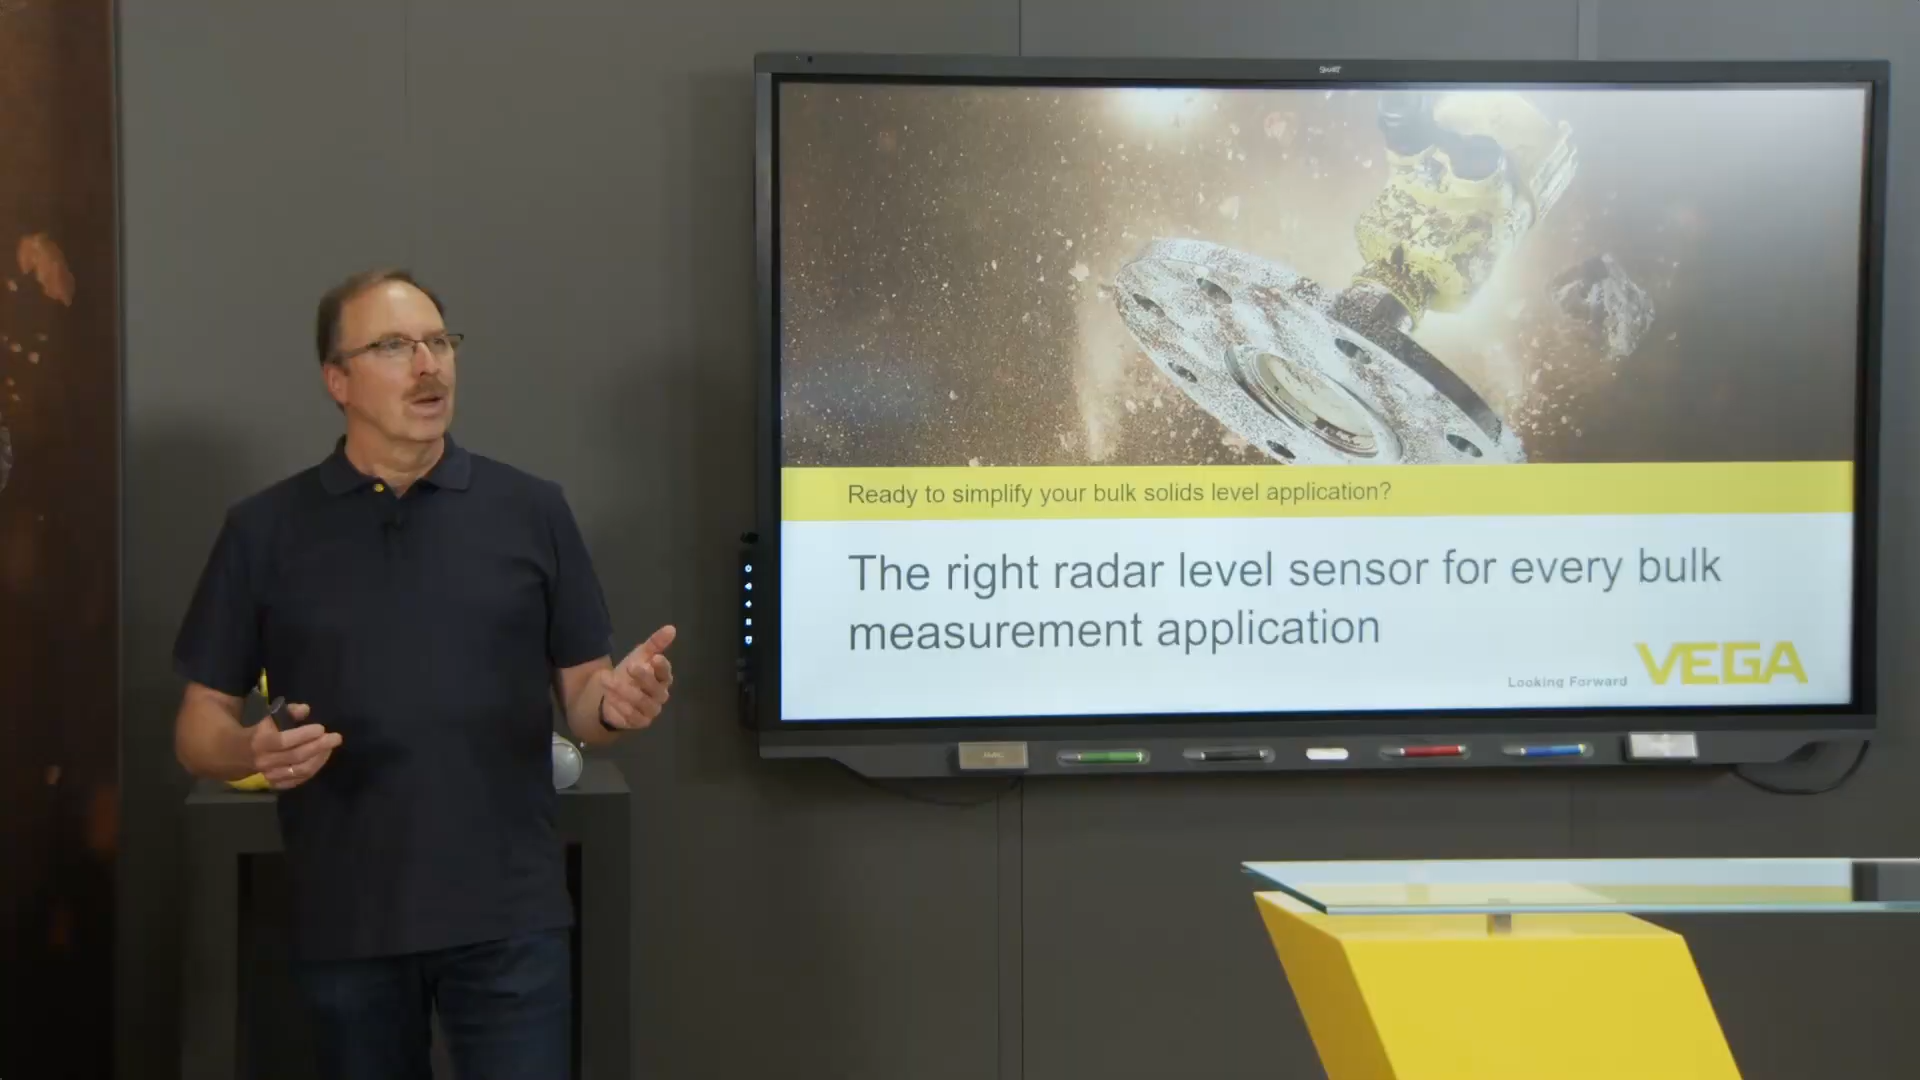 SMART
Ready to simplify your bulk solids level application?
The right radar level sensor for every bulk
measurement application
Looking Forward
VEGA